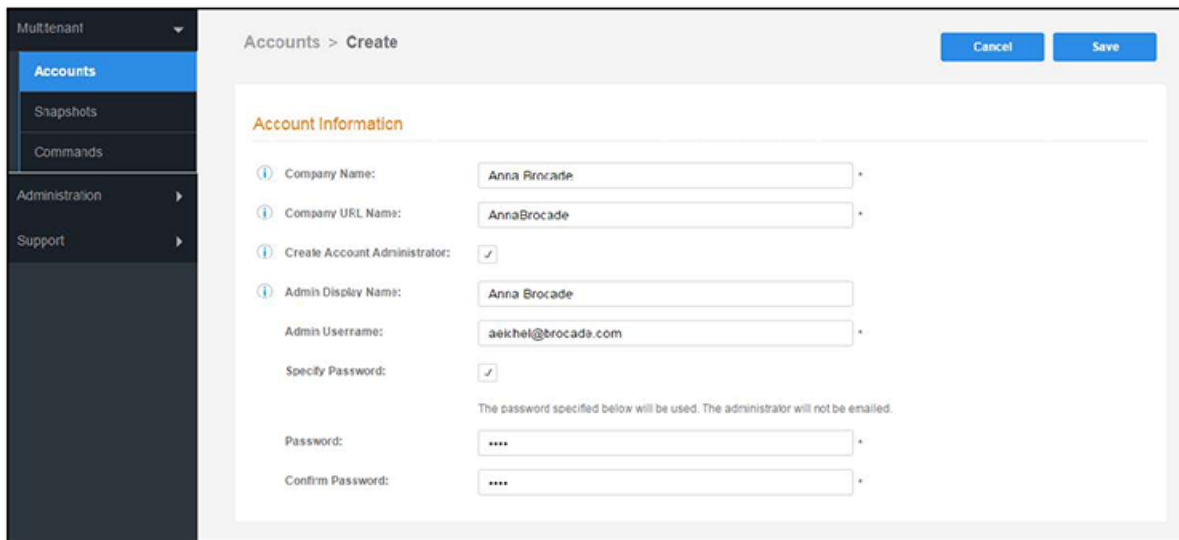 Multitenant
Accounts
Snapshots
Commands
Administration
Support
Accounts > Create
Cancel
Save
Account Information
Company Name: Anna Brocade *
Company URL Name: AnnaBrocade *
Create Account Administrator: ✓
Admin Display Name: Anna Brocade
Admin Username: aeichel@brocade.com *
Specify Password: ✓
The password specified below will be used. The administrator will not be emailed.
Password: •••• *
Confirm Password: •••• *